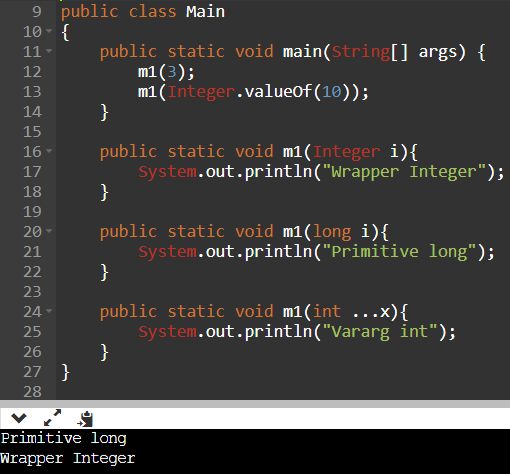 9 public class Main
10 {
11 public static void main(String[] args) {
12 m1(3);
13 m1(Integer.valueOf(10));
14 }
15
16 public static void m1(Integer i){
17 System.out.println("Wrapper Integer");
18 }
19
20 public static void m1(long i){
21 System.out.println("Primitive long");
22 }
23
24 public static void m1(int ...x){
25 System.out.println("Vararg int");
26 }
27 }
28
Primitive long
Wrapper Integer